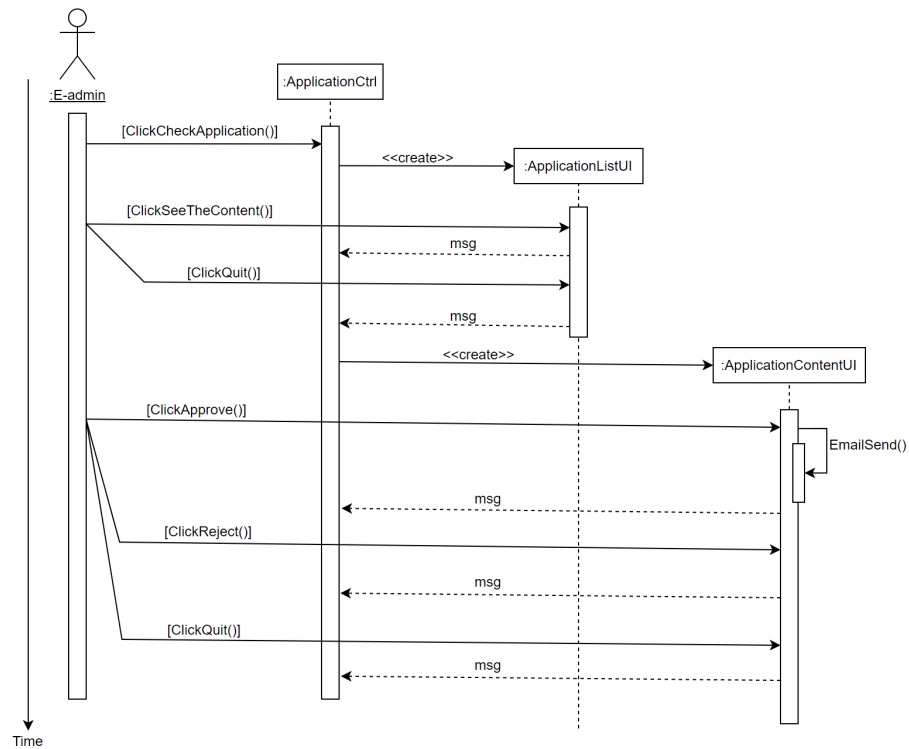 :E-admin
:ApplicationCtrl
[ClickCheckApplication()]
<<create>>
:ApplicationListUI
[ClickSeeTheContent()]
msg
[ClickQuit()]
msg
<<create>>
:ApplicationContentUI
[ClickApprove()]
EmailSend()
msg
[ClickReject()]
msg
[ClickQuit()]
msg
Time